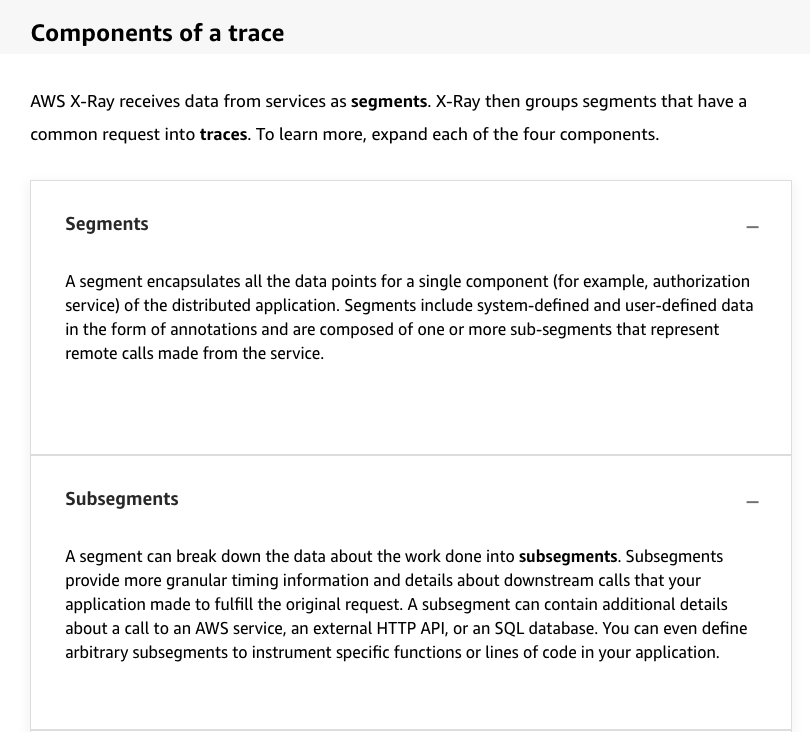 Components of a trace
AWS X-Ray receives data from services as segments. X-Ray then groups segments that have a
common request into traces. To learn more, expand each of the four components.
Segments
A segment encapsulates all the data points for a single component (for example, authorization
service) of the distributed application. Segments include system-defined and user-defined data
in the form of annotations and are composed of one or more sub-segments that represent
remote calls made from the service.
Subsegments
A segment can break down the data about the work done into subsegments. Subsegments
provide more granular timing information and details about downstream calls that your
application made to fulfill the original request. A subsegment can contain additional details
about a call to an AWS service, an external HTTP API, or an SQL database. You can even define
arbitrary subsegments to instrument specific functions or lines of code in your application.